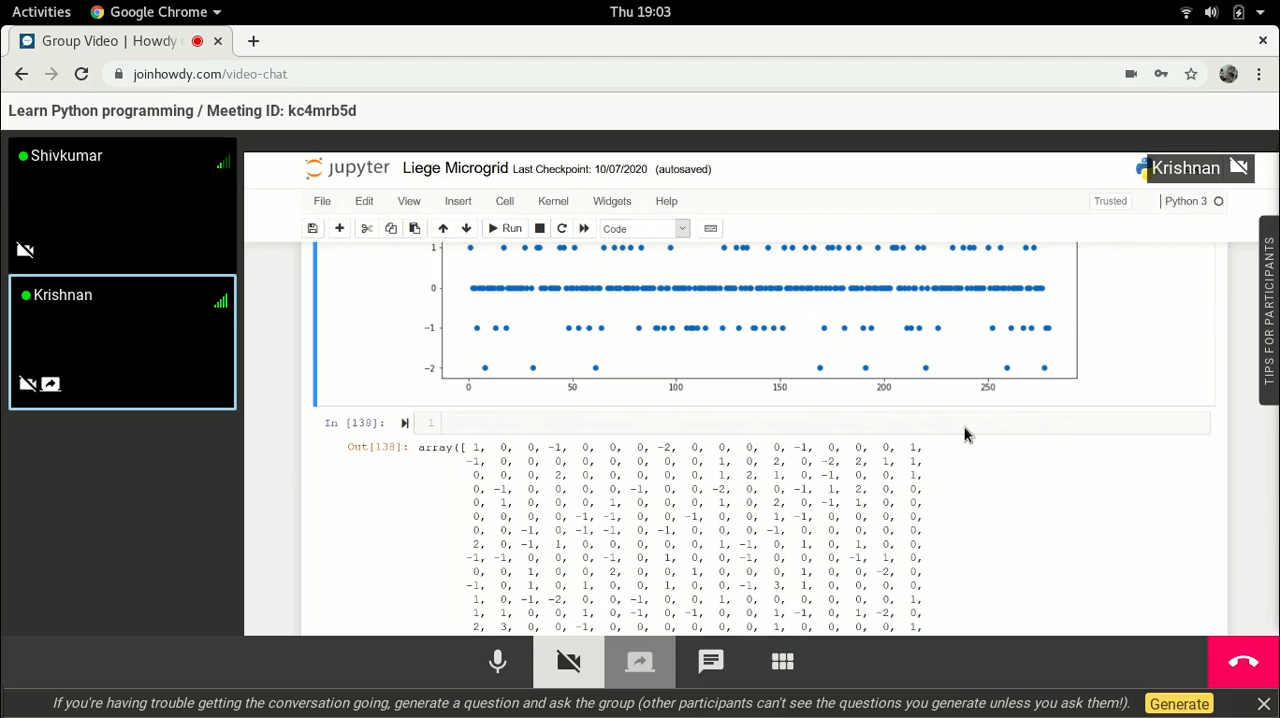 Activities Google Chrome Thu 19:03
Group Video | Howdy
joinhowdy.com/video-chat
Learn Python programming / Meeting ID: kc4mrb5d
Shivkumar
Krishnan
jupyter Liege Microgrid Last Checkpoint: 10/07/2020 (autosaved)
Krishnan
File Edit View Insert Cell Kernel Widgets Help Trusted Python 3
Run Code
1
0
-1
-2
0 50 100 150 200 250
In [138]: 1
Out[138]: array([ 1, 0, 0, -1, 0, 0, 0, -2, 0, 0, 0, 0, -1, 0, 0, 0, 1,
-1, 0, 0, 0, 0, 0, 0, 0, 0, 1, 0, 2, 0, -2, 2, 1, 1,
0, 0, 0, 2, 0, 0, 0, 0, 0, 1, 2, 1, 0, -1, 0, 0, 1,
0, -1, 0, 0, 0, 0, -1, 0, 0, -2, 0, 0, -1, 1, 2, 0, 0,
0, 1, 0, 0, 0, 1, 0, 0, 0, 1, 0, 2, 0, -1, 1, 0, 0,
0, 0, 0, 0, -1, -1, 0, 0, -1, 0, 0, 1, -1, 0, 0, 0, 0,
0, 0, -1, 0, -1, -1, 0, -1, 0, 0, 0, -1, 0, 0, 0, 0, 0,
2, 0, -1, 1, 0, 0, 0, 0, 0, 1, -1, 0, 1, 0, 1, 0, 0,
-1, -1, 0, 0, 0, -1, 0, 1, 0, 0, -1, 0, 0, 0, -1, 1, 0,
0, 0, 1, 0, 0, 2, 0, 0, 1, 0, 0, 0, 1, 0, 0, -2, 0,
-1, 0, 1, 0, 1, 0, 0, 1, 0, 0, -1, 3, 1, 0, 0, 0, 0,
1, 0, -1, -2, 0, 0, -1, 0, 0, 1, 0, 0, 0, 0, 0, 0, 1,
1, 1, 0, 0, 1, 0, -1, 0, -1, 0, 0, 1, -1, 0, 1, -2, 0,
2, 3, 0, 0, -1, 0, 0, 0, 0, 0, 0, 1, 0, 0, 0, 0, 1,
TIPS FOR PARTICIPANTS
If you're having trouble getting the conversation going, generate a question and ask the group (other participants can't see the questions you generate unless you ask them!). Generate